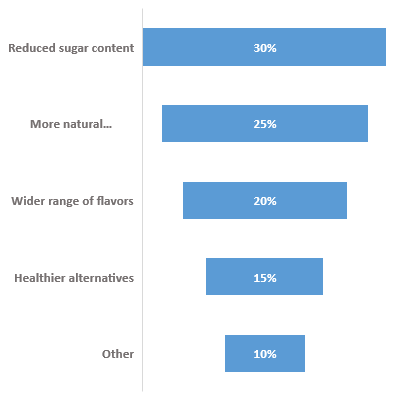 Reduced sugar content 30%
More natural… 25%
Wider range of flavors 20%
Healthier alternatives 15%
Other 10%